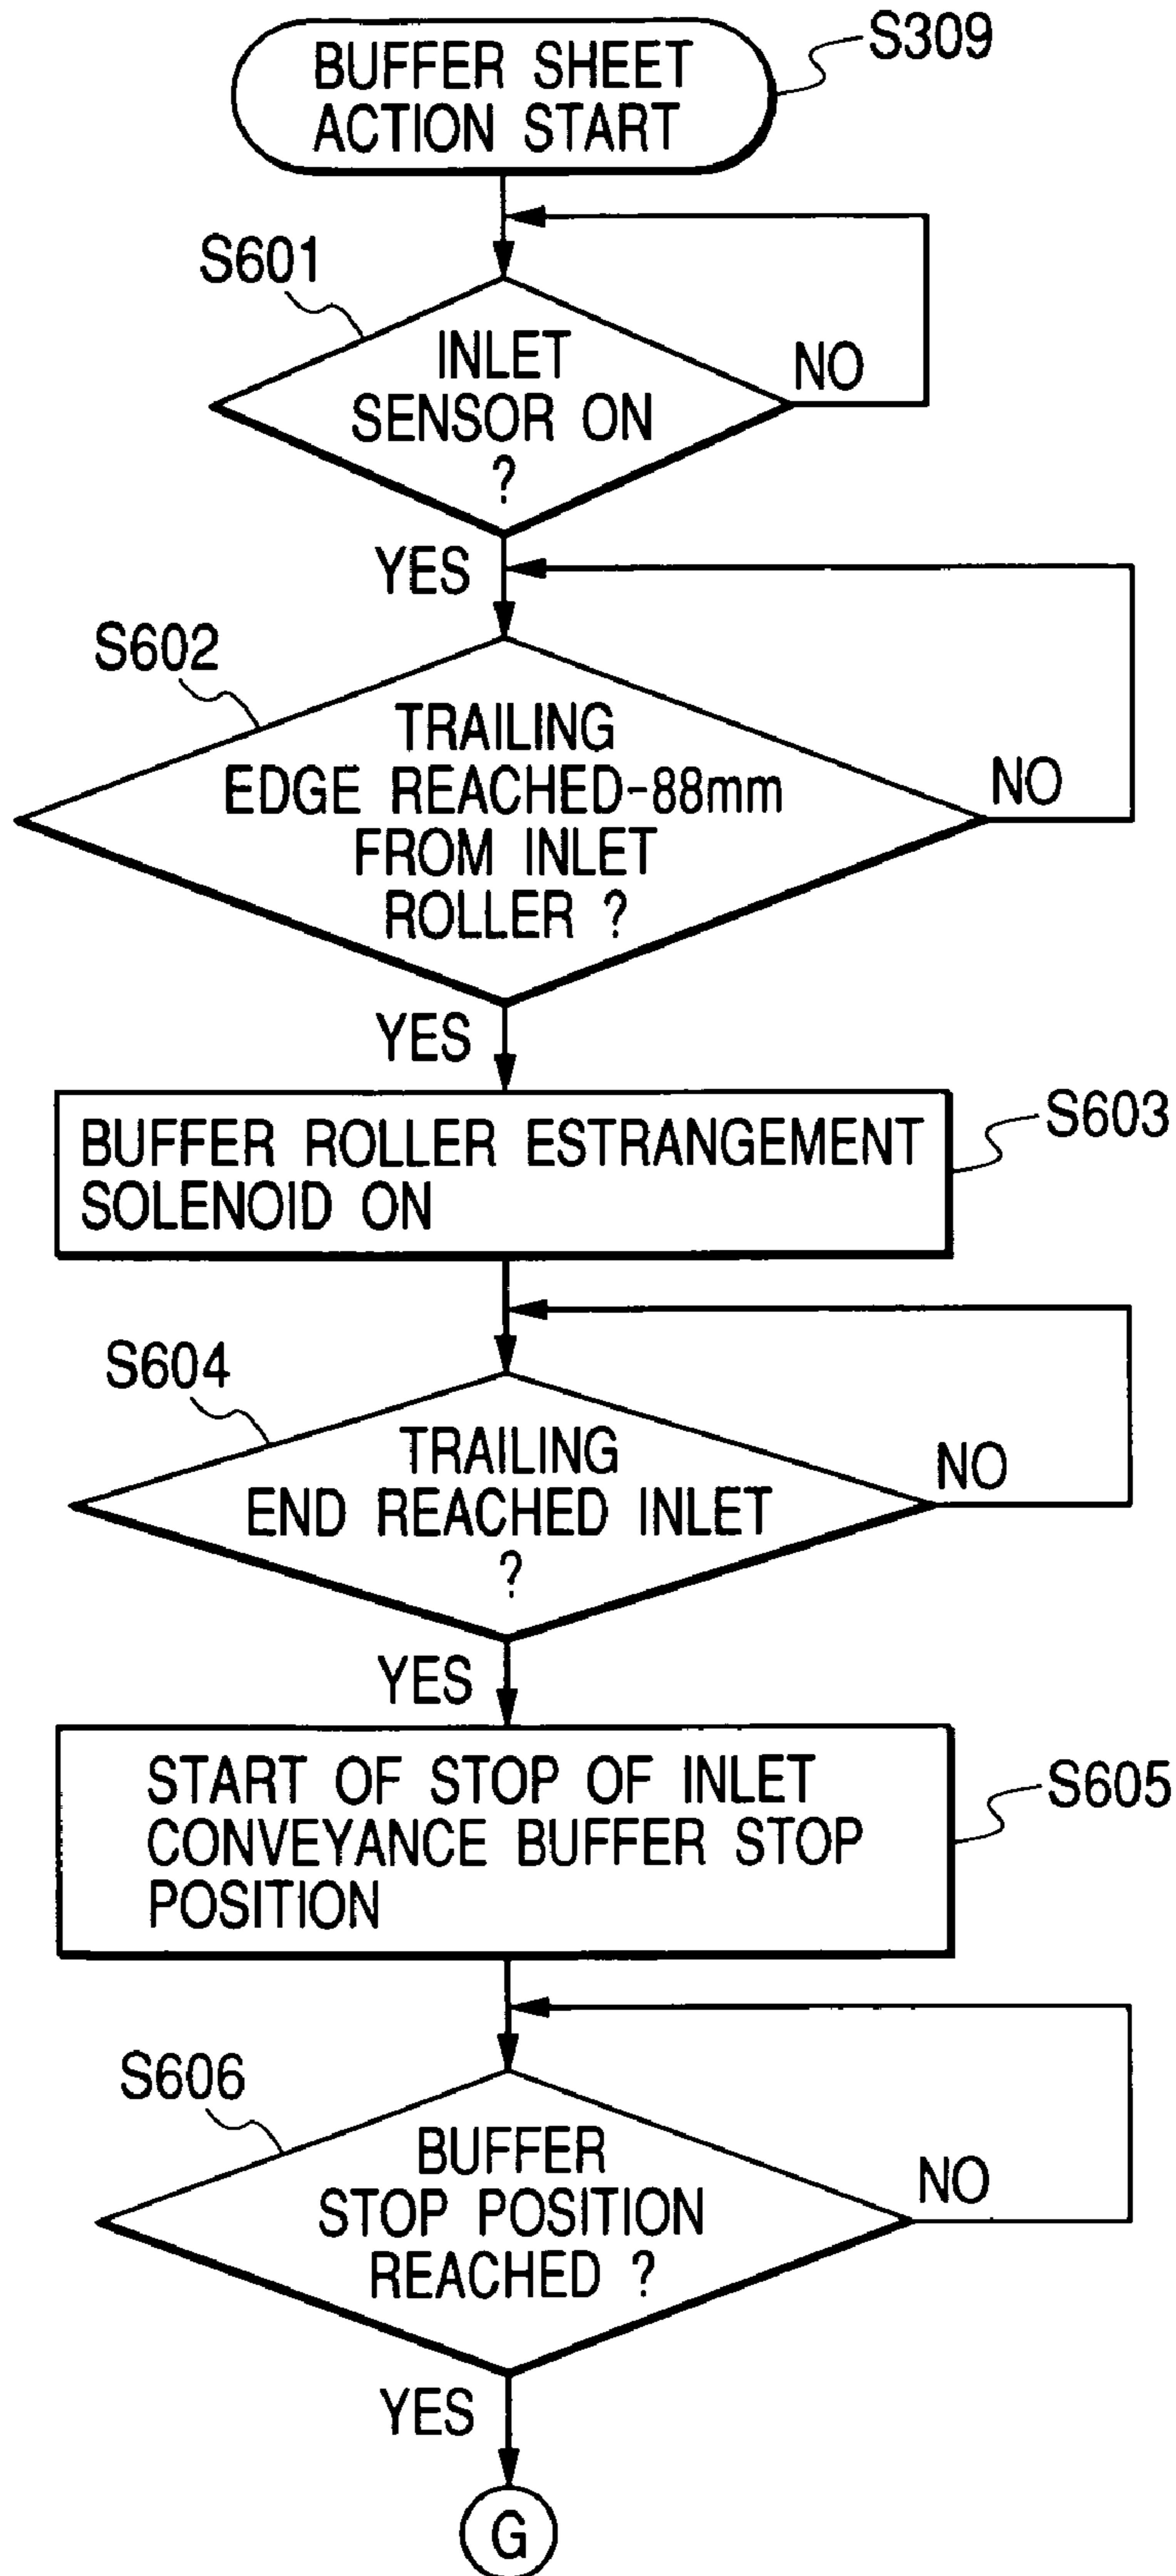 BUFFER SHEET
ACTION START
S309
S601
INLET
SENSOR ON
?
NO
YES
S602
TRAILING
EDGE REACHED-88mm
FROM INLET
ROLLER ?
NO
YES
BUFFER ROLLER ESTRANGEMENT
SOLENOID ON
S603
S604
TRAILING
END REACHED INLET
?
NO
YES
START OF STOP OF INLET
CONVEYANCE BUFFER STOP
POSITION
S605
S606
BUFFER
STOP POSITION
REACHED ?
NO
YES
G